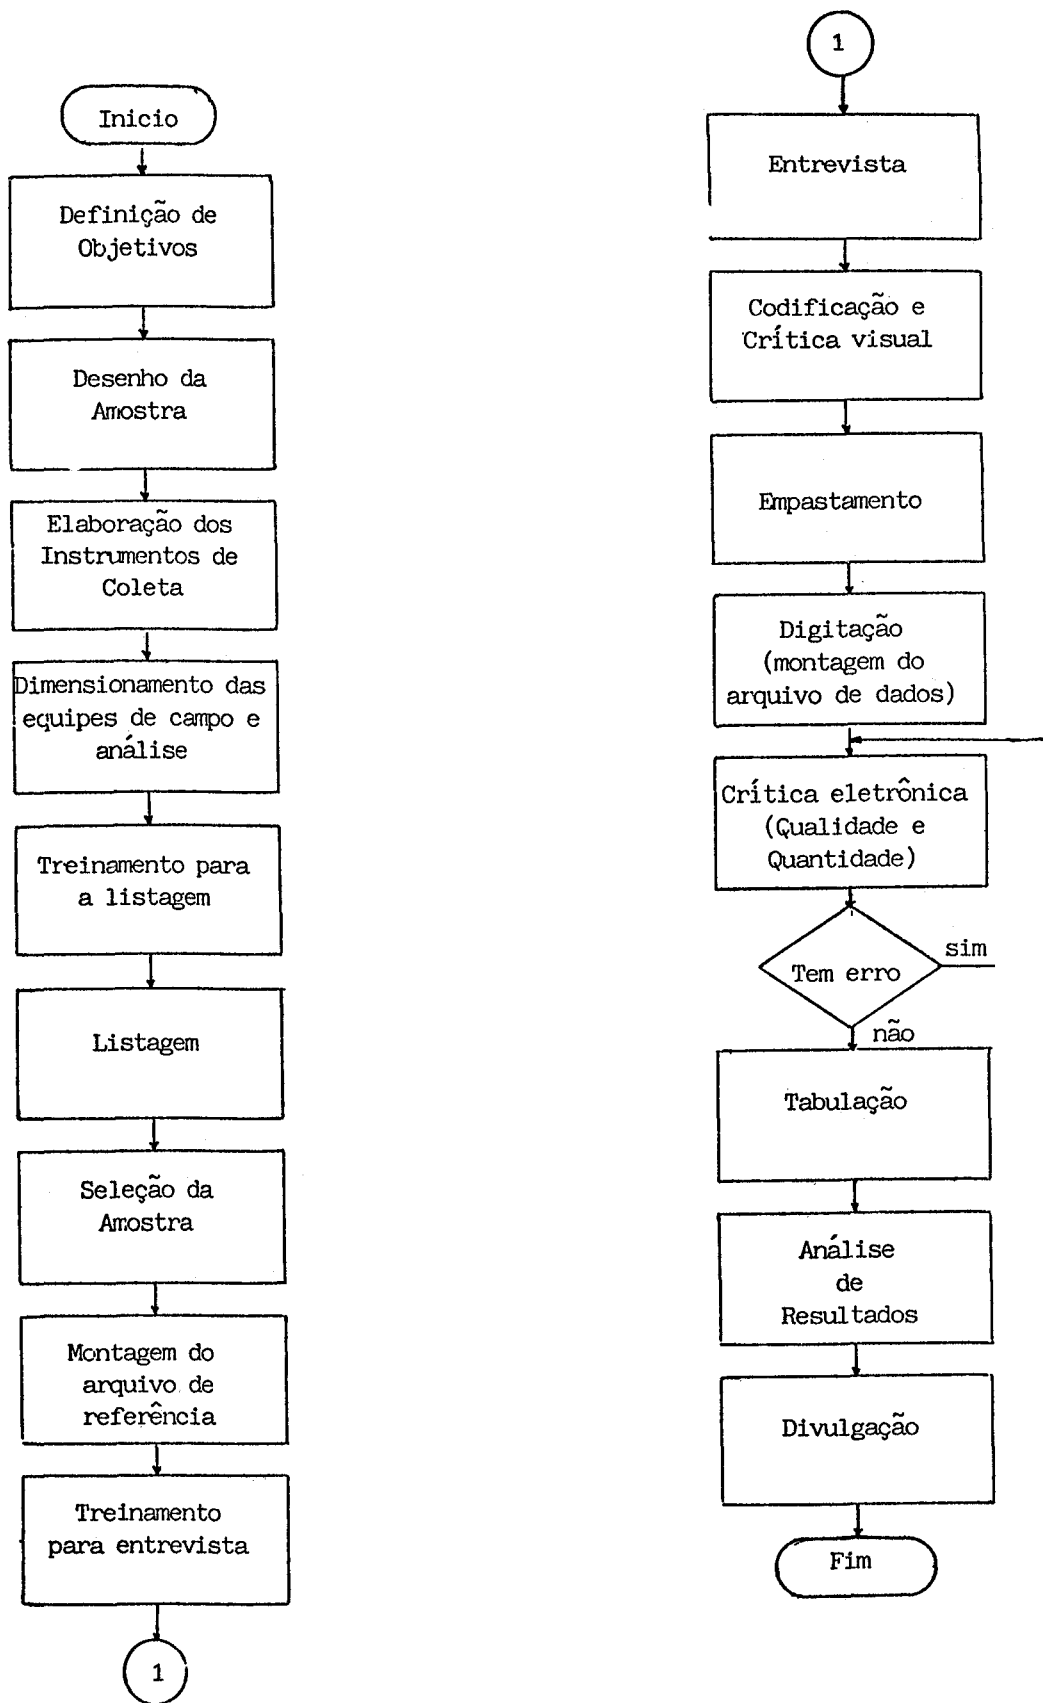 Inicio
Definição de
Objetivos
Desenho da
Amostra
Elaboração dos
Instrumentos de
Coleta
Dimensionamento das
equipes de campo e
análise
Treinamento para
a listagem
Listagem
Seleção da
Amostra
Montagem do
arquivo de
referência
Treinamento
para entrevista
1
1
Entrevista
Codificação e
Crítica visual
Empastamento
Digitação
(montagem do
arquivo de dados)
Crítica eletrônica
(Qualidade e
Quantidade)
Tem erro
sim
não
Tabulação
Análise
de
Resultados
Divulgação
Fim